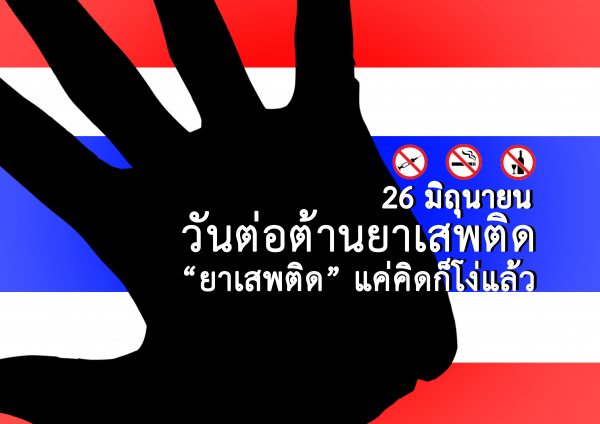 26 มิถุนายน
วันต่อต้านยาเสพติด
“ยาเสพติด” แค่คิดก็โง่แล้ว